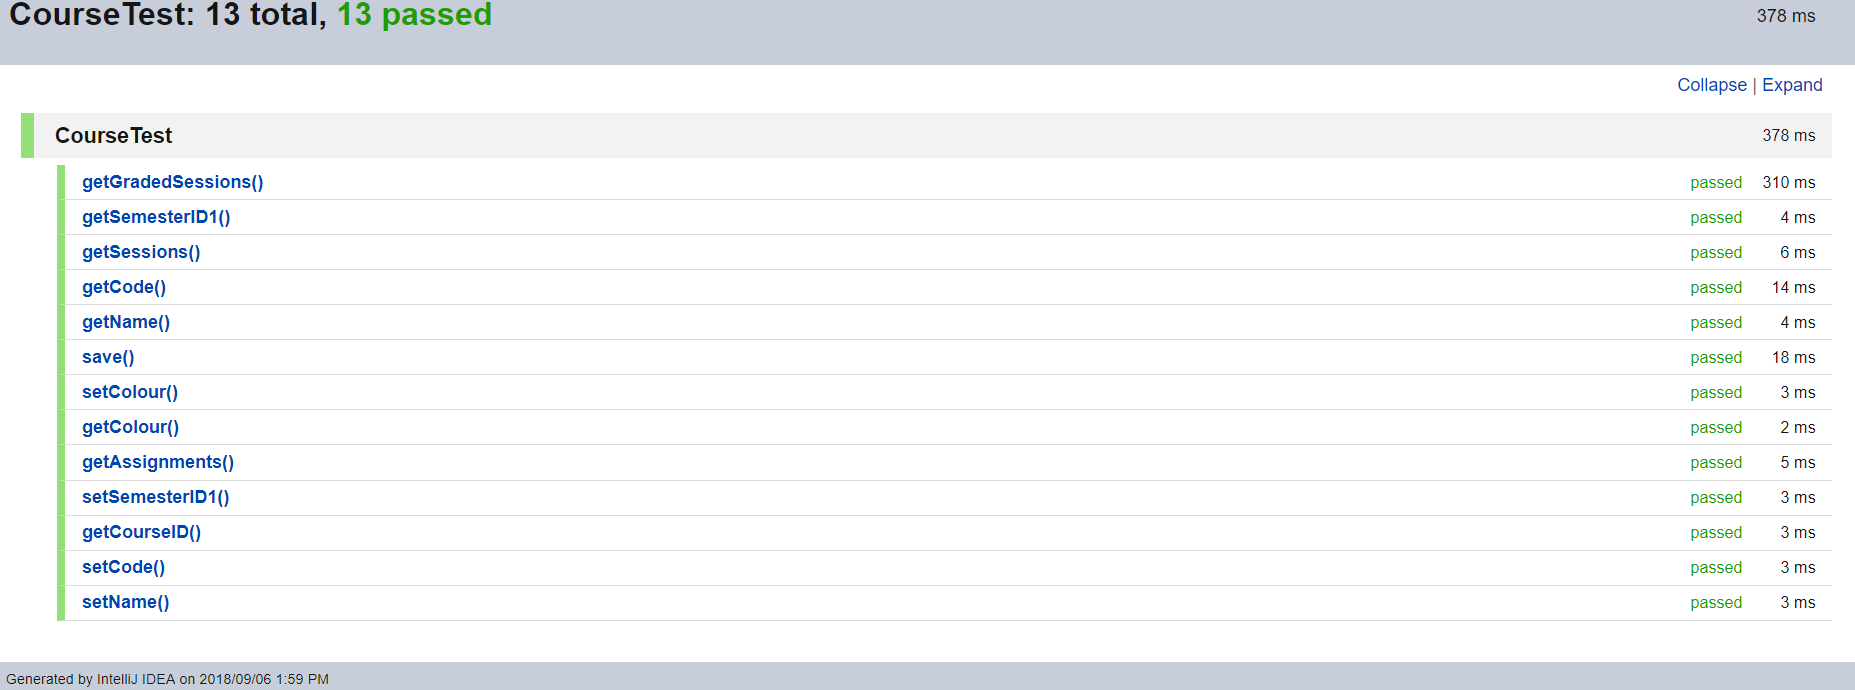 CourseTest: 13 total, 13 passed 378 ms
Collapse | Expand
CourseTest 378 ms
getGradedSessions() passed 310 ms
getSemesterID1() passed 4 ms
getSessions() passed 6 ms
getCode() passed 14 ms
getName() passed 4 ms
save() passed 18 ms
setColour() passed 3 ms
getColour() passed 2 ms
getAssignments() passed 5 ms
setSemesterID1() passed 3 ms
getCourseID() passed 3 ms
setCode() passed 3 ms
setName() passed 3 ms
Generated by IntelliJ IDEA on 2018/09/06 1:59 PM